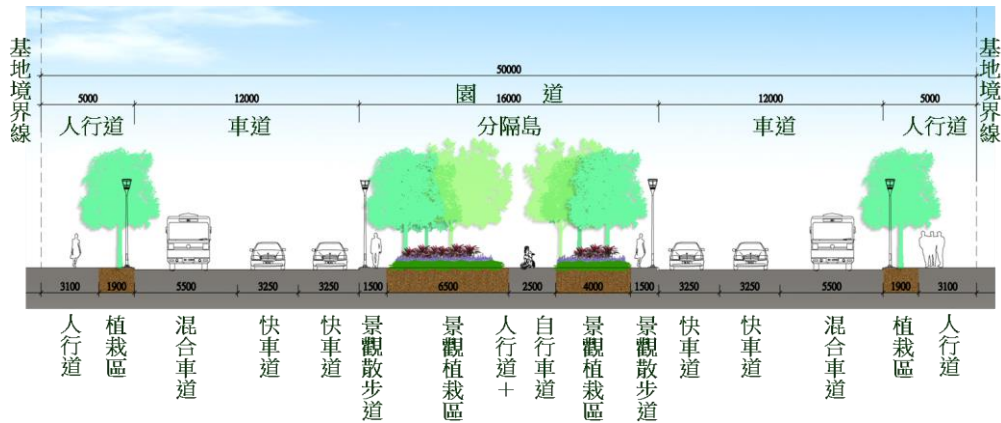 基地境界線
基地境界線
50000
5000
12000
園道
16000
12000
5000
人行道
車道
分隔島
車道
人行道
3100
1900
5500
3250
3250
1500
6500
2500
4000
1500
3250
3250
5500
1900
3100
人行道
植栽區
混合車道
快車道
快車道
景觀散步道
景觀植栽區
人行道＋
自行車道
景觀植栽區
景觀散步道
快車道
快車道
混合車道
植栽區
人行道